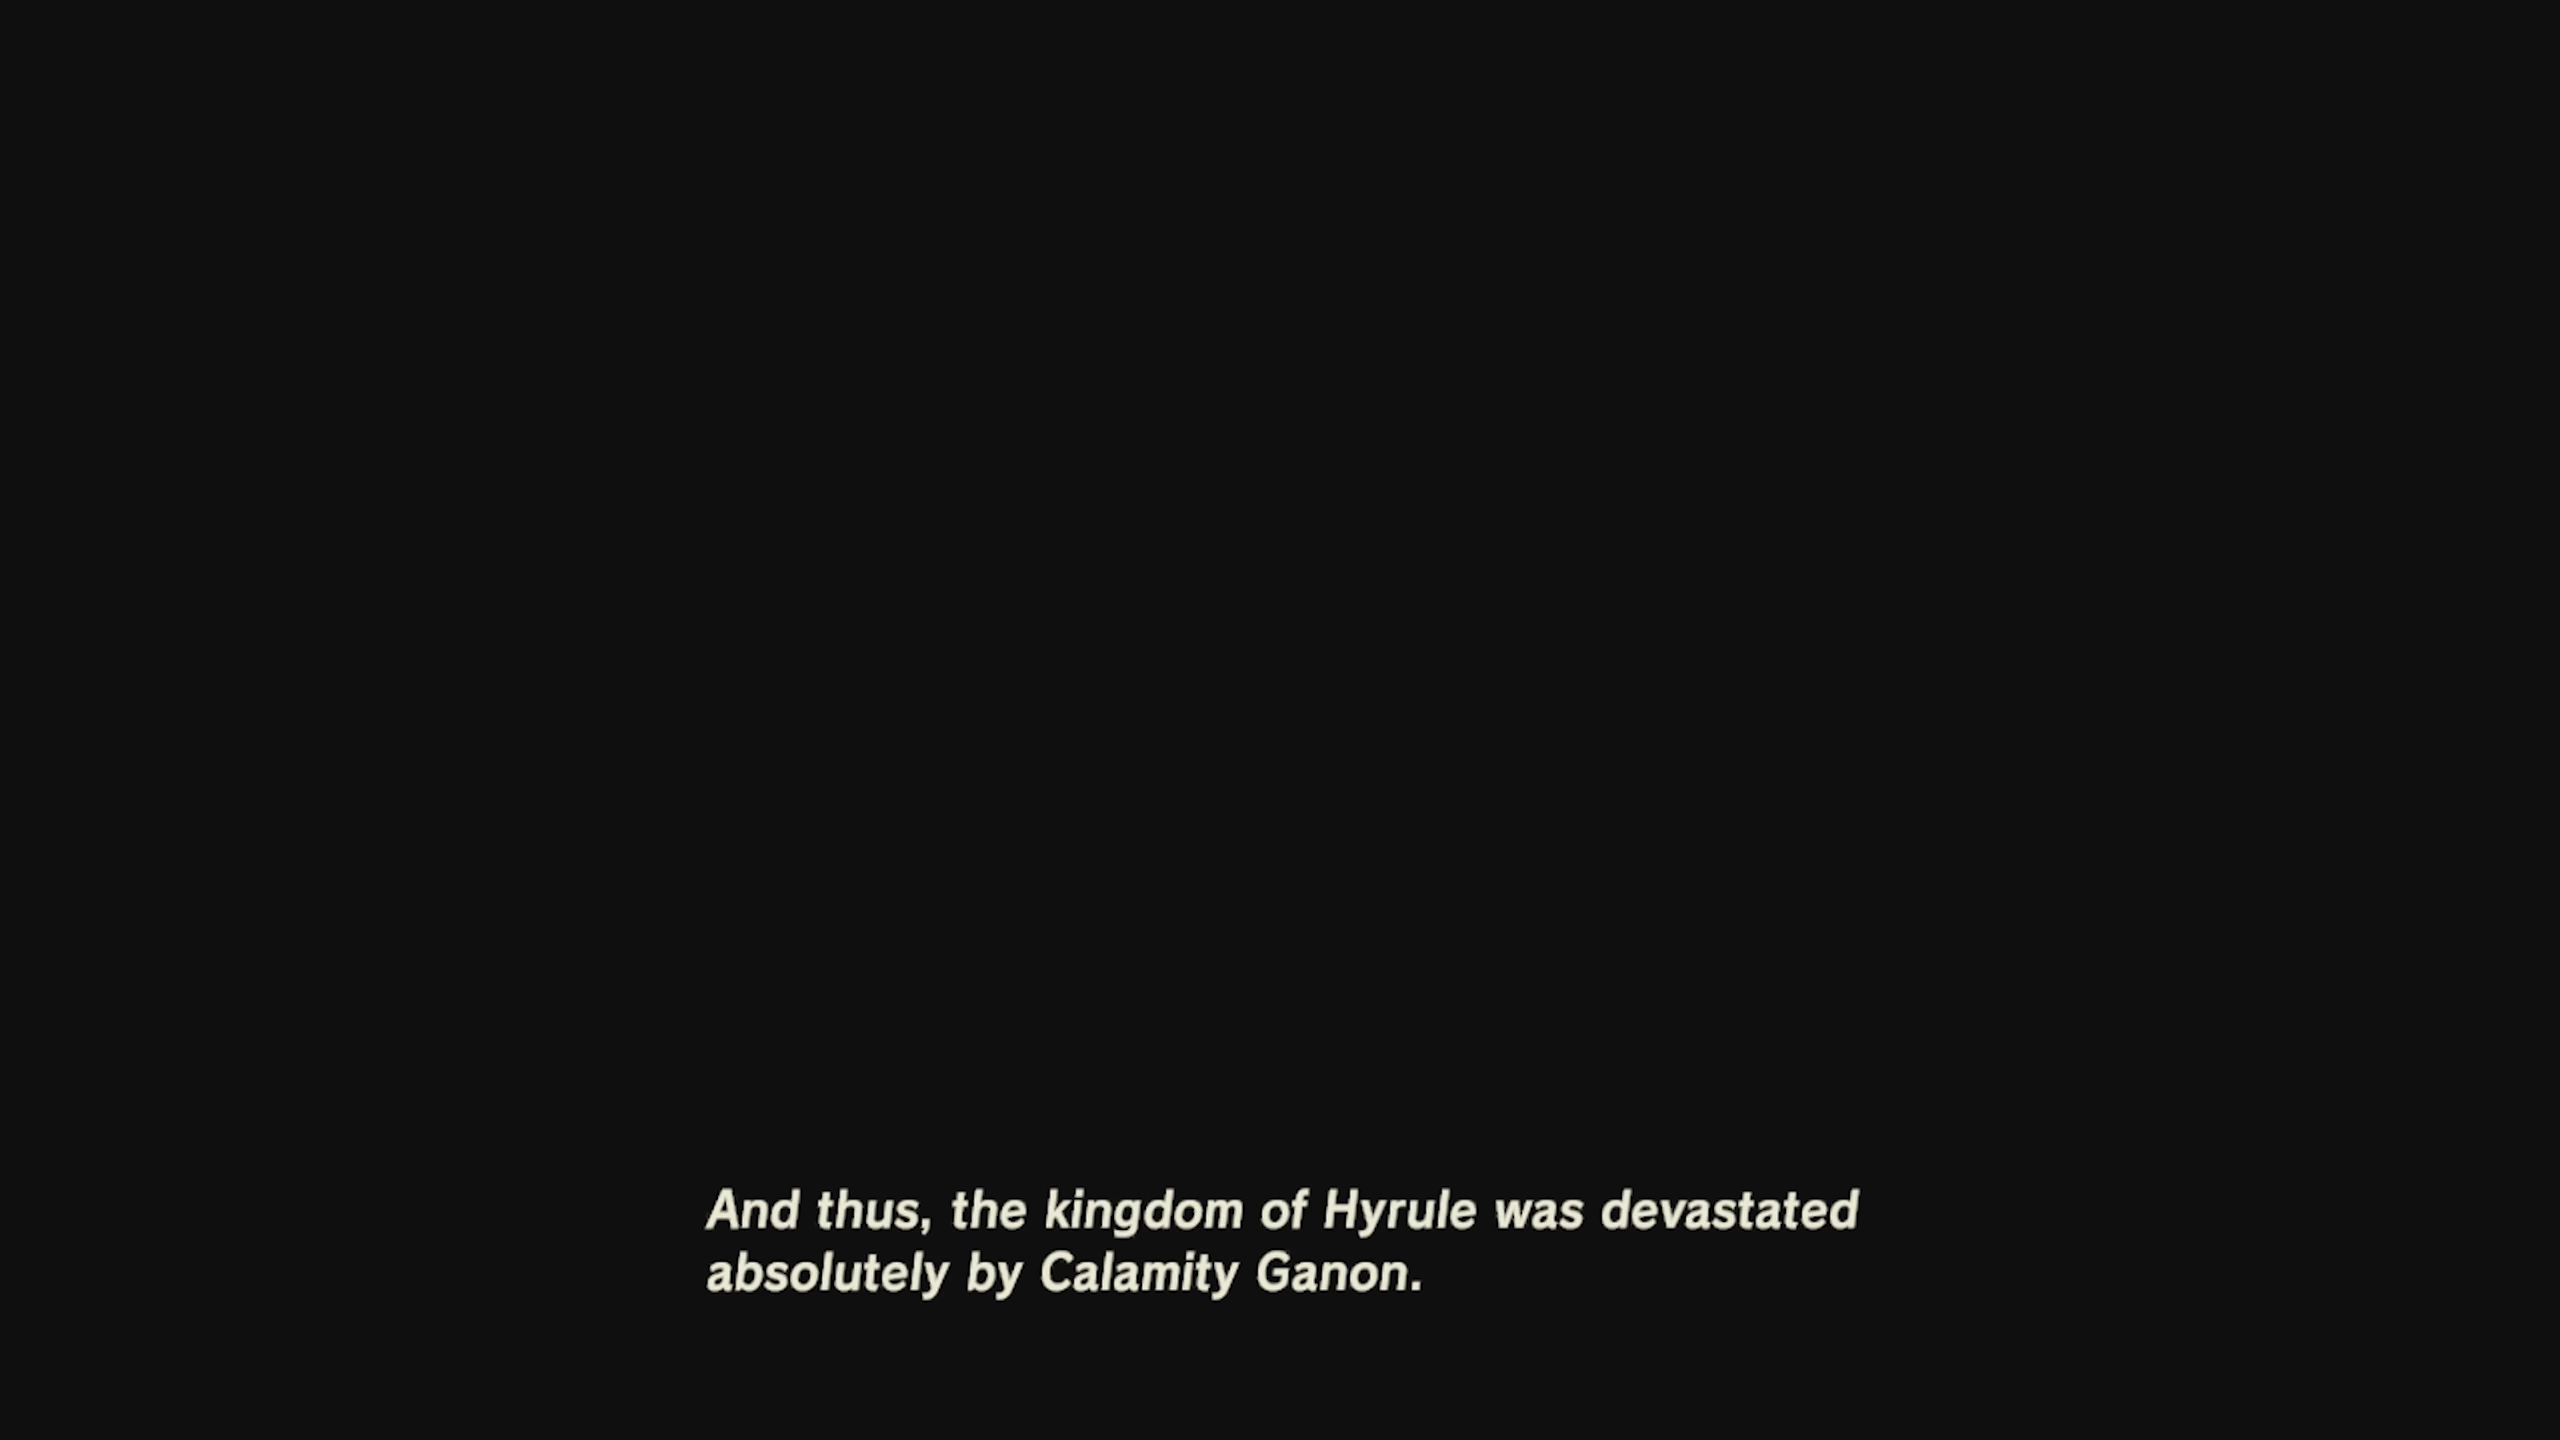 And thus, the kingdom of Hyrule was devastated
absolutely by Calamity Ganon.